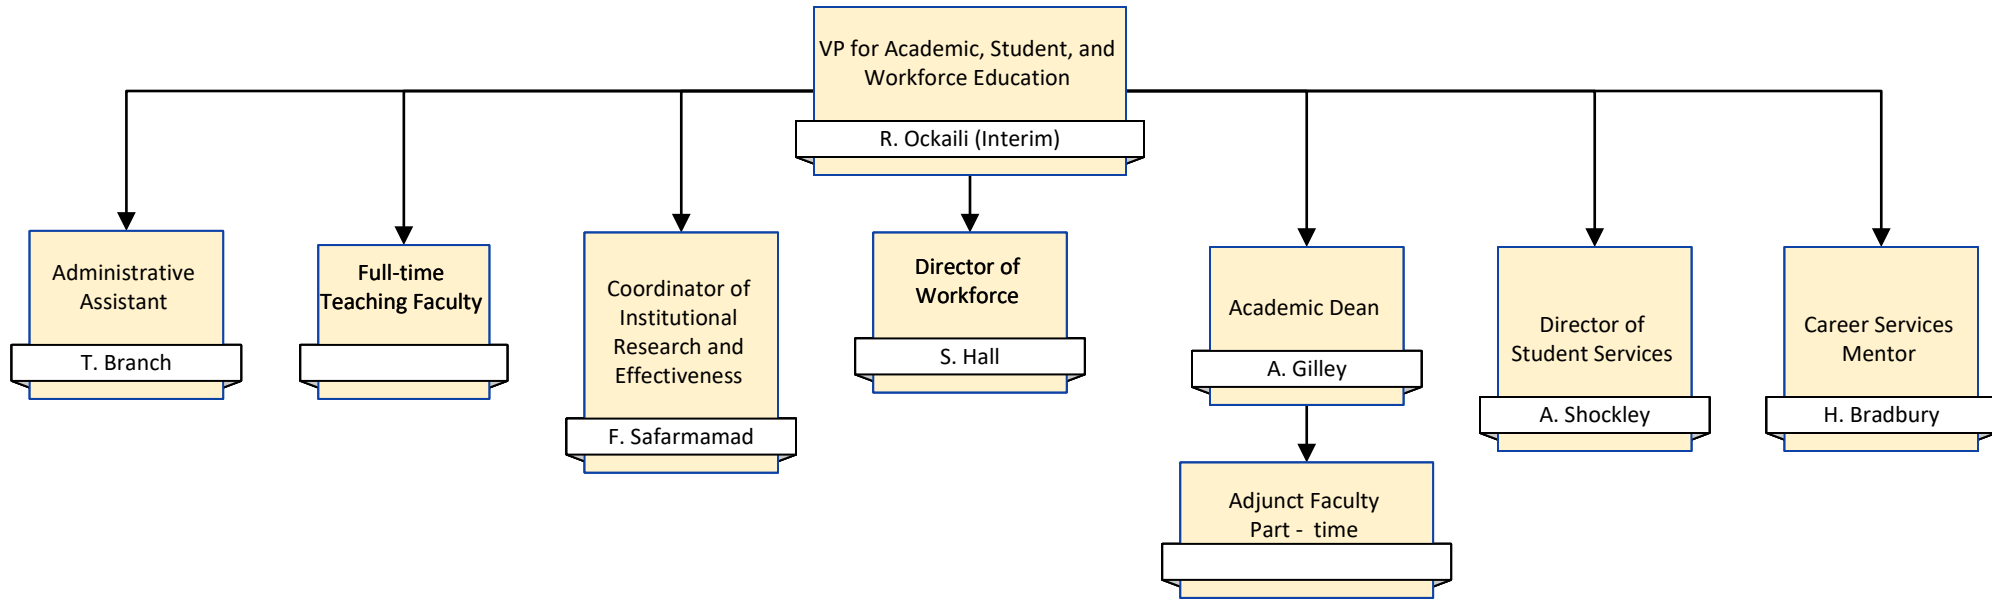 VP for Academic, Student, and
Workforce Education
R. Ockaili (Interim)
Administrative
Assistant
T. Branch
Full-time
Teaching Faculty
Coordinator of
Institutional
Research and
Effectiveness
F. Safarmamad
Director of
Workforce
S. Hall
Academic Dean
A. Gilley
Director of
Student Services
A. Shockley
Career Services
Mentor
H. Bradbury
Adjunct Faculty
Part - time